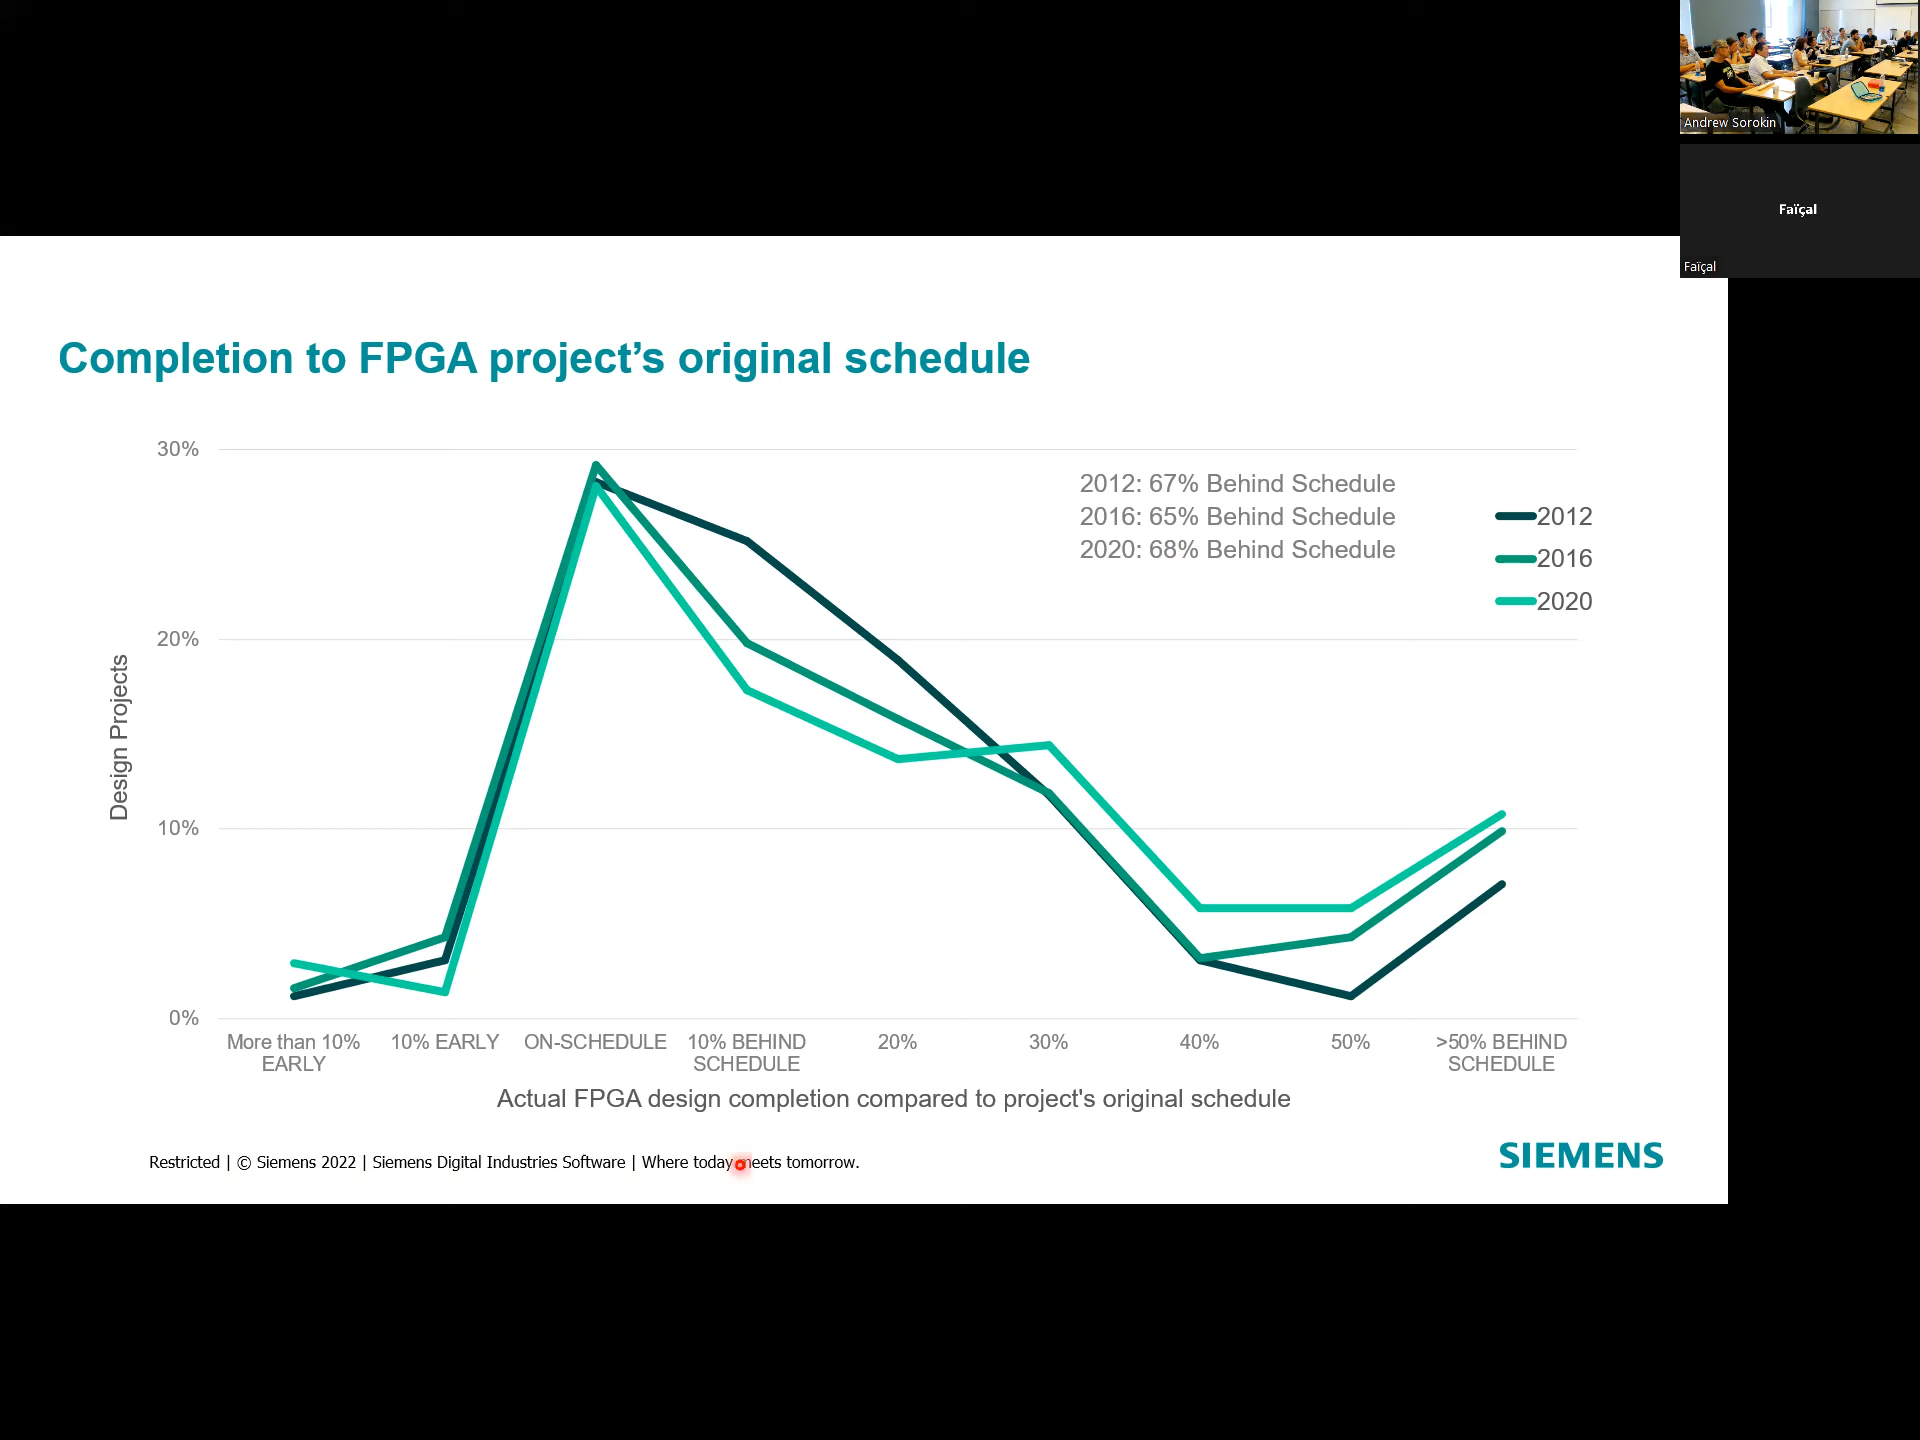 Andrew Sorokin
Faïçal
Faïçal
Completion to FPGA project’s original schedule
30%
20%
10%
0%
Design Projects
2012: 67% Behind Schedule
2016: 65% Behind Schedule
2020: 68% Behind Schedule
2012
2016
2020
More than 10%
EARLY
10% EARLY
ON-SCHEDULE
10% BEHIND
SCHEDULE
20%
30%
40%
50%
>50% BEHIND
SCHEDULE
Actual FPGA design completion compared to project's original schedule
Restricted | © Siemens 2022 | Siemens Digital Industries Software | Where today meets tomorrow.
SIEMENS